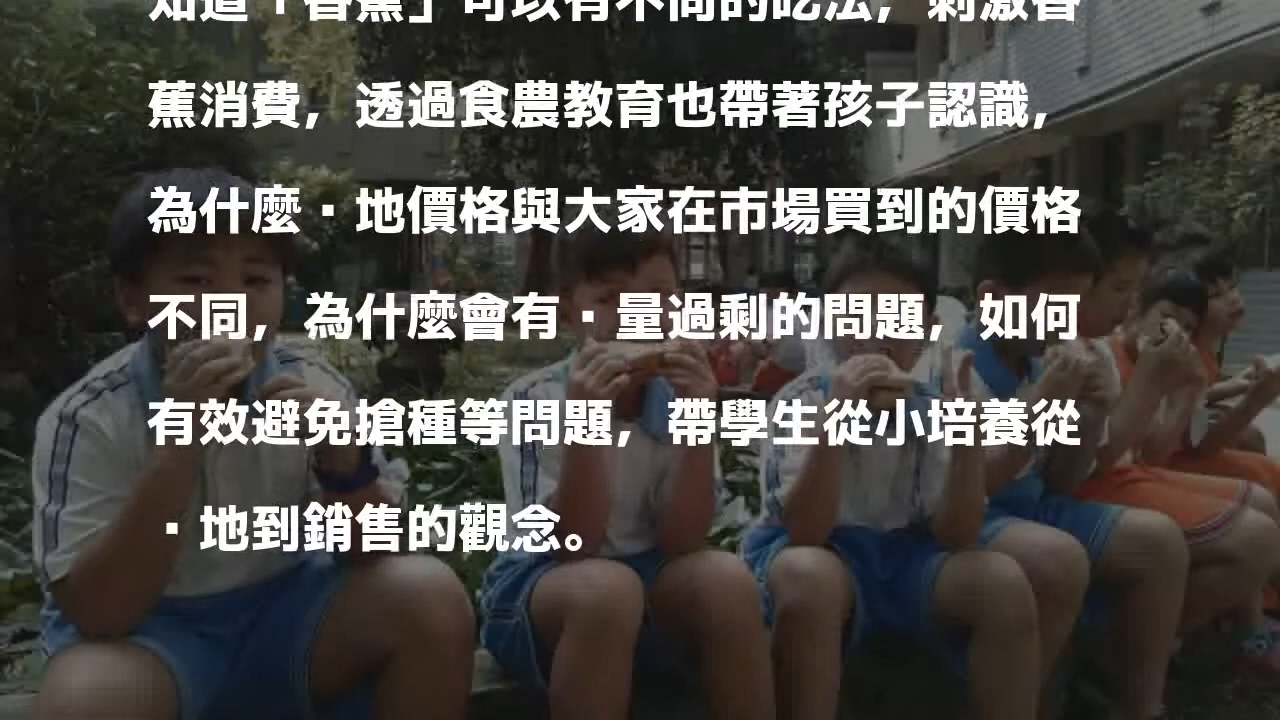 知道「香蕉」可以有不同的吃法，刺激香
蕉消費，透過食農教育也帶著孩子認識，
為什麼▪地價格與大家在市場買到的價格
不同，為什麼會有▪量過剩的問題，如何
有效避免搶種等問題，帶學生從小培養從
▪地到銷售的觀念。